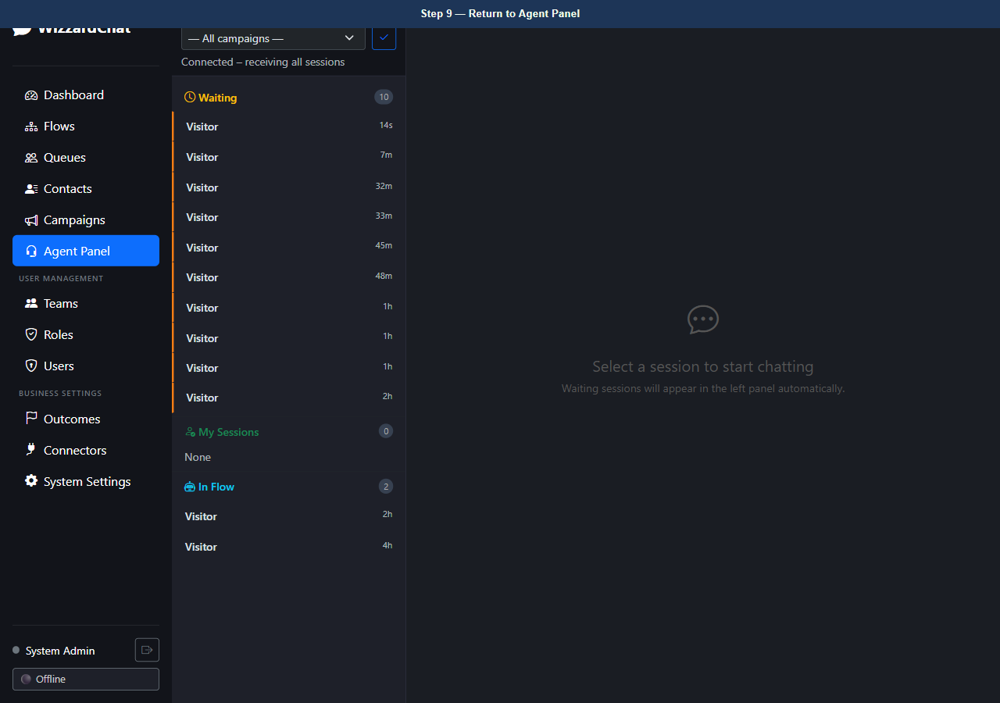 Step 9 — Return to Agent Panel
WizzardChat
Dashboard
Flows
Queues
Contacts
Campaigns
Agent Panel
USER MANAGEMENT
Teams
Roles
Users
BUSINESS SETTINGS
Outcomes
Connectors
System Settings
System Admin
Offline
— All campaigns —
Connected – receiving all sessions
Waiting 10
Visitor 14s
Visitor 7m
Visitor 32m
Visitor 33m
Visitor 45m
Visitor 48m
Visitor 1h
Visitor 1h
Visitor 1h
Visitor 2h
My Sessions 0
None
In Flow 2
Visitor 2h
Visitor 4h
Select a session to start chatting
Waiting sessions will appear in the left panel automatically.